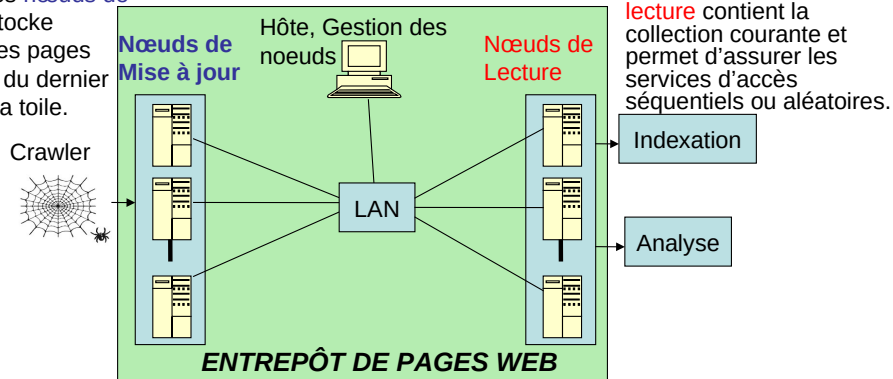 s nœuds de
tocke
es pages
du dernier
a toile.
Crawler
Nœuds de
Mise à jour
Hôte, Gestion des
noeuds
Nœuds de
Lecture
lecture contient la
collection courante et
permet d'assurer les
services d'accès
séquentiels ou aléatoires.
LAN
Indexation
Analyse
ENTREPÔT DE PAGES WEB